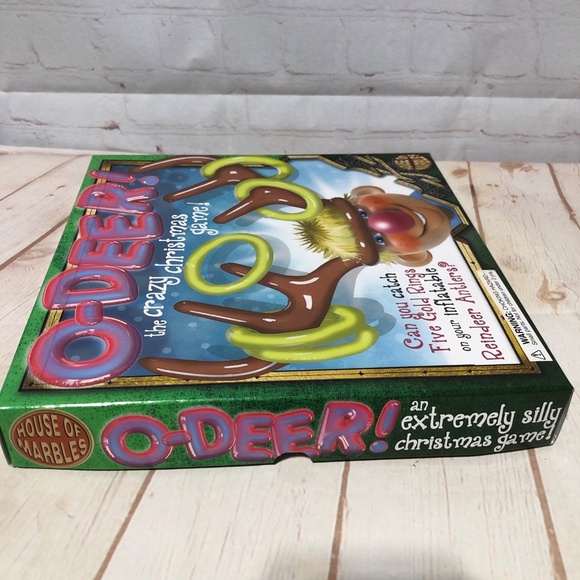 O-DEER!
the crazy christmas
game!
Can you catch
Five Gold Rings
on your inflatable
Reindeer Antlers?
WARNING:
HOUSE OF
MARBLES
O-DEER!
an
extremely silly
christmas game!